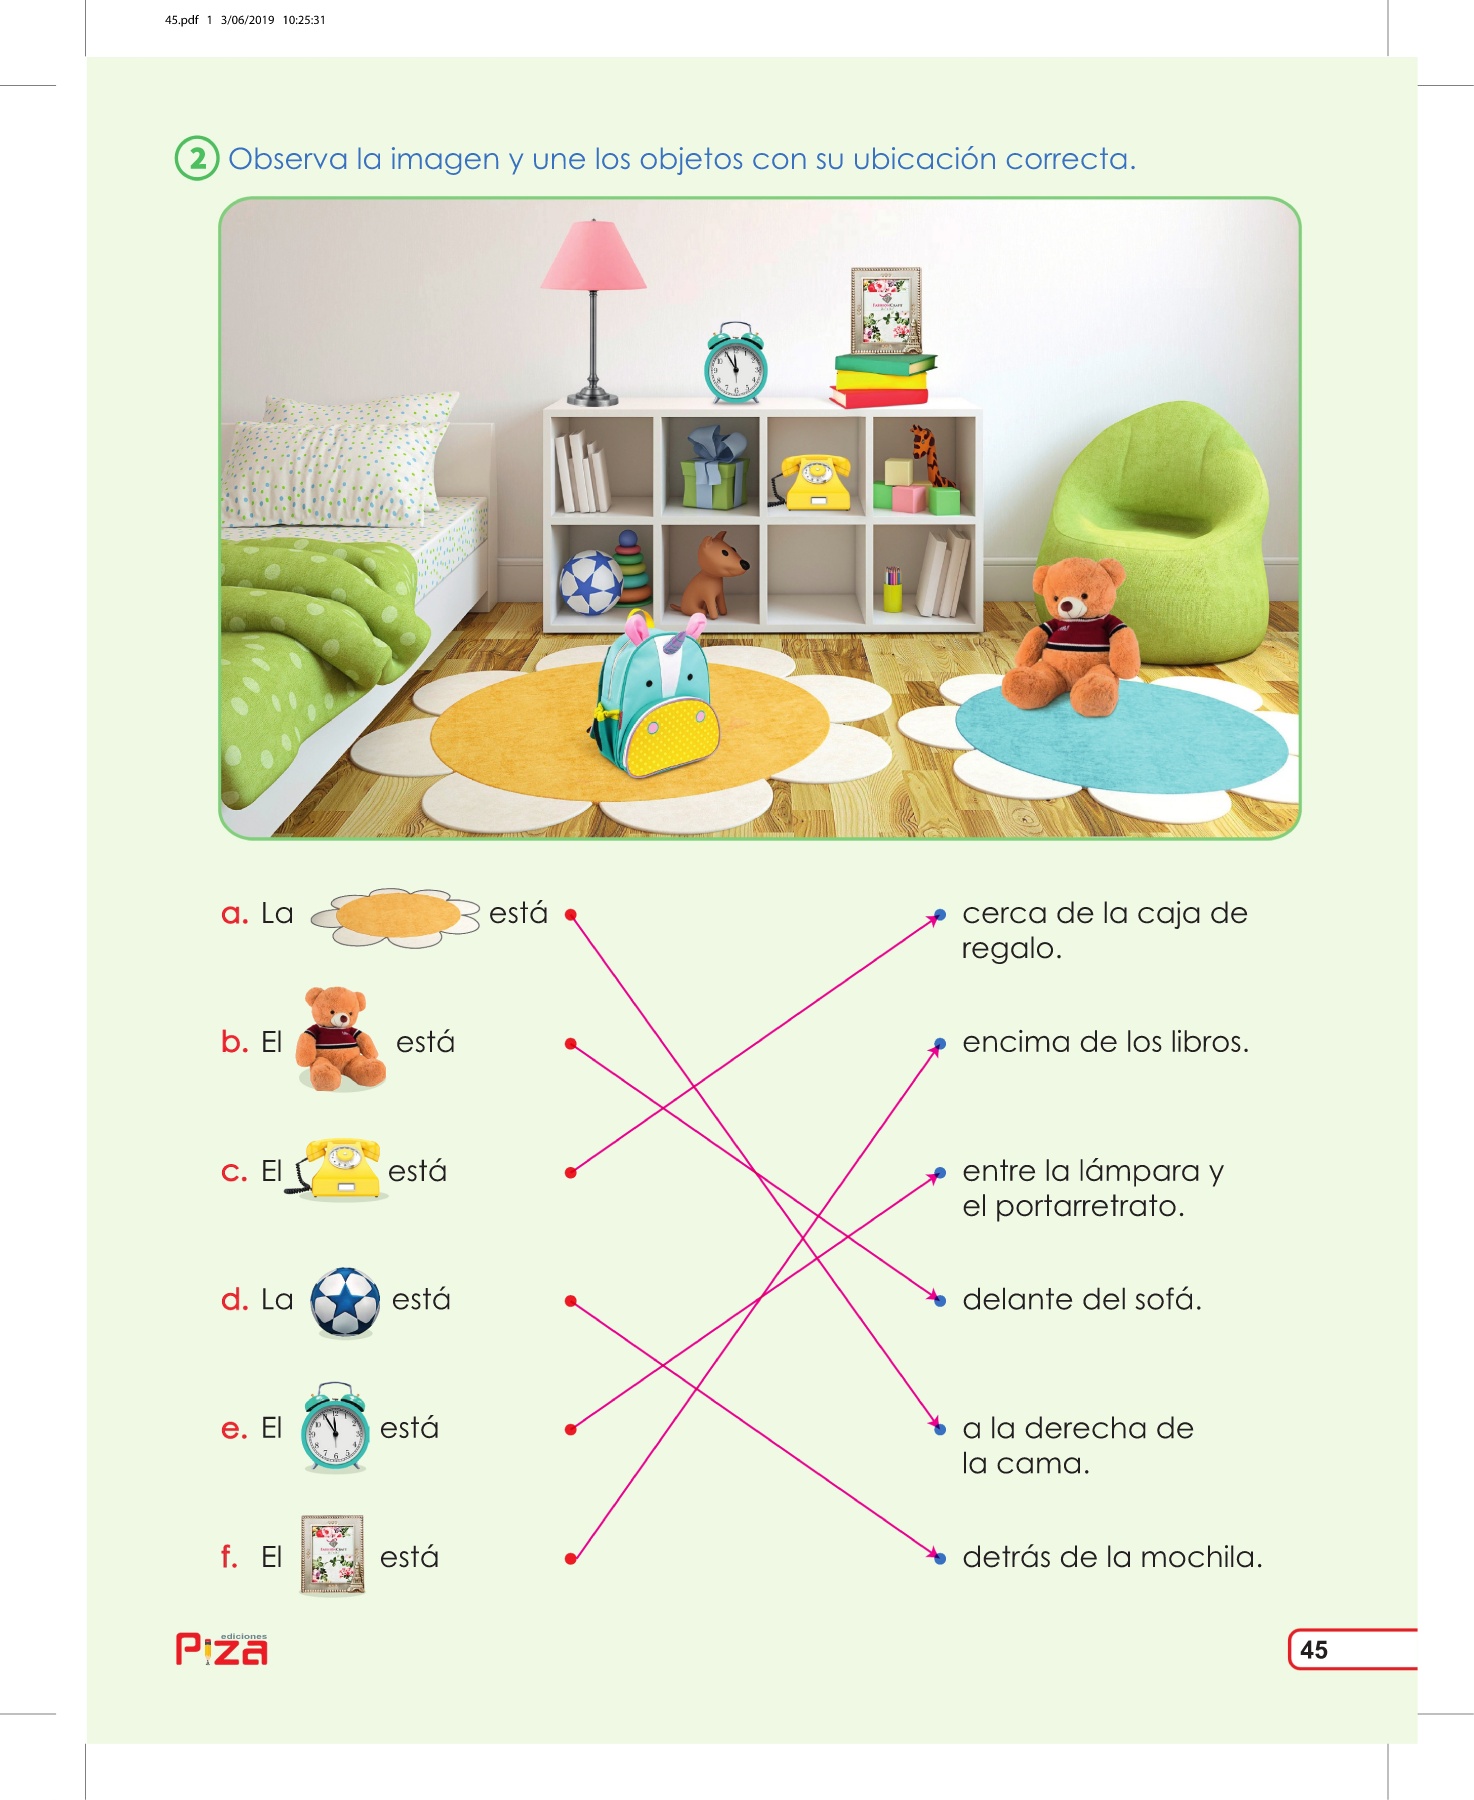 45.pdf 1 3/06/2019 10:25:31
2 Observa la imagen y une los objetos con su ubicación correcta.
a. La está
cerca de la caja de
regalo.
b. El está
encima de los libros.
c. El está
entre la lámpara y
el portarretrato.
d. La está
delante del sofá.
e. El está
a la derecha de
la cama.
f. El está
detrás de la mochila.
ediciones
Piza
45